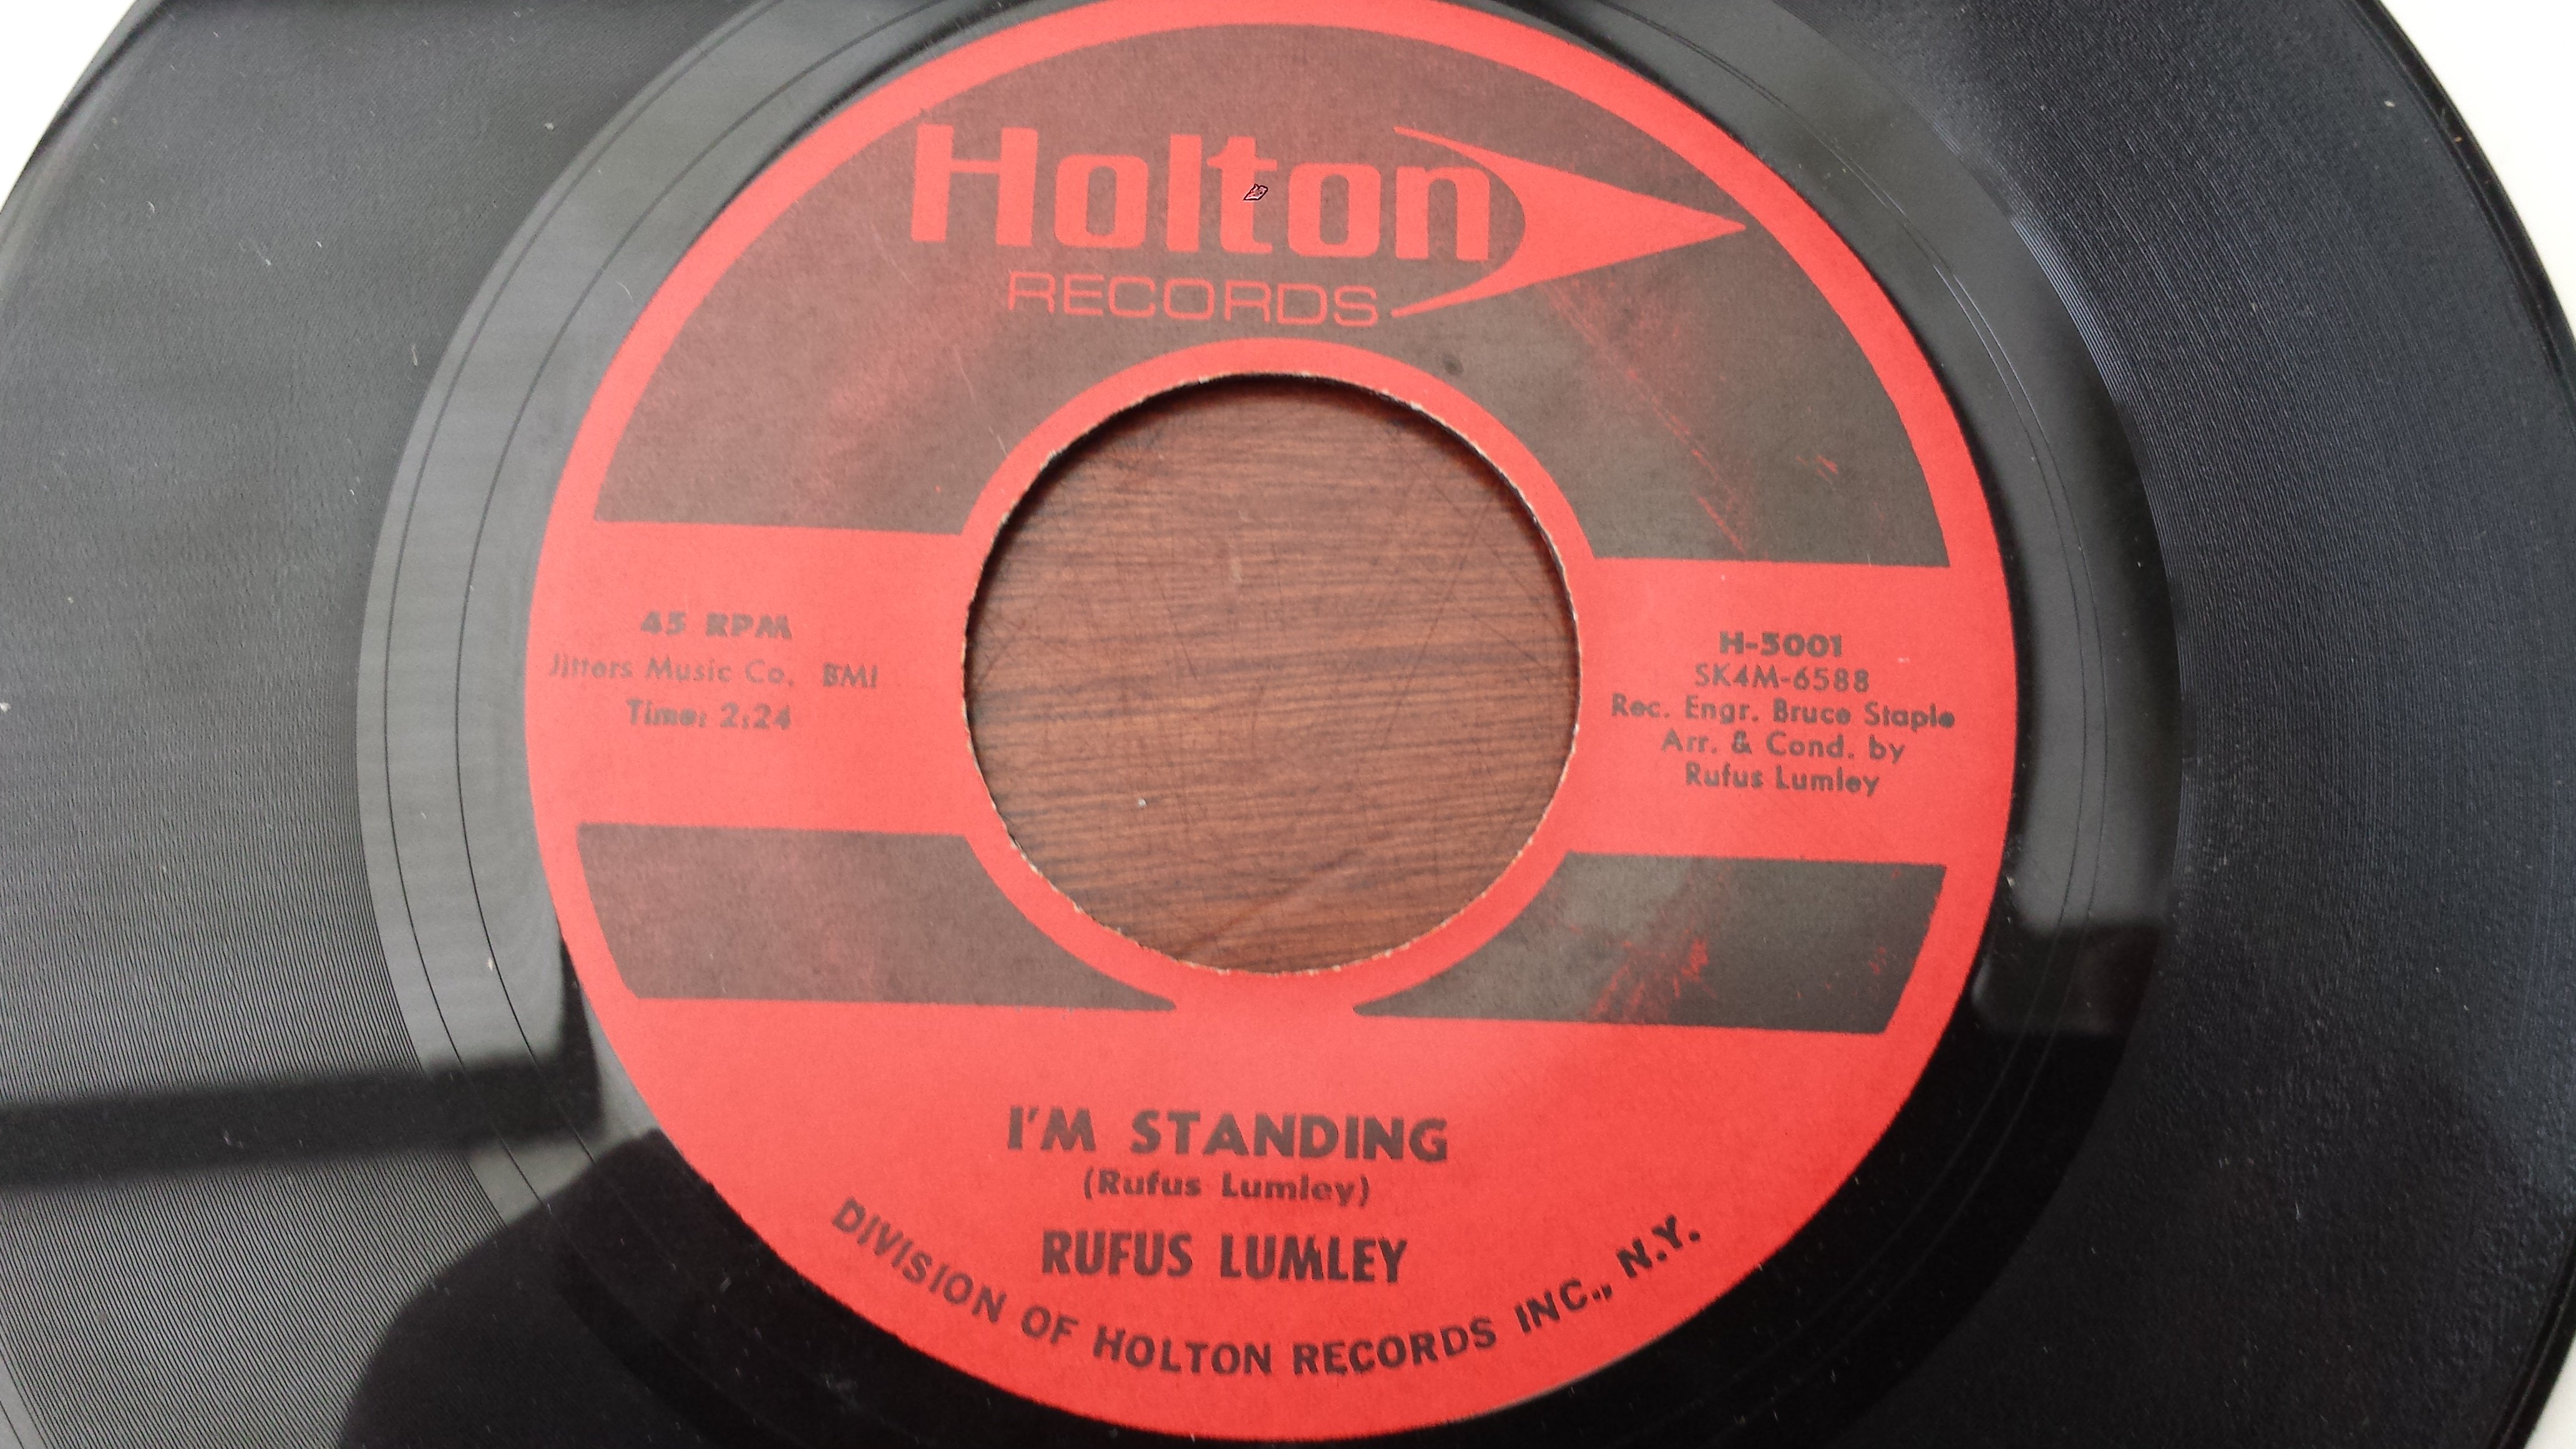 Holton
RECORDS
45 RPM
Jitters Music Co. BMI
Time: 2:24
H-5001
SK4M-6588
Rec. Engr. Bruce Staple
Arr. & Cond. by
Rufus Lumley
I'M STANDING
(Rufus Lumley)
RUFUS LUMLEY
DIVISION OF HOLTON RECORDS INC., N.Y.